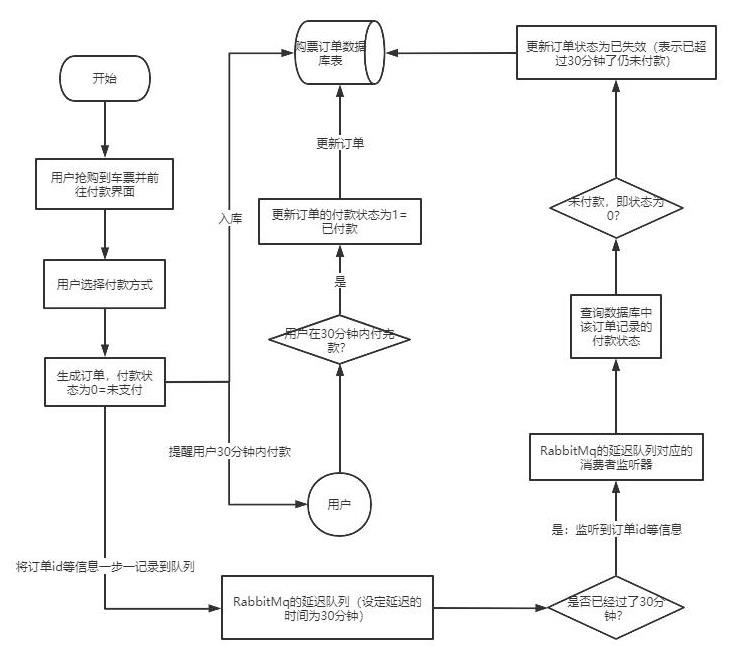 开始
用户抢购到车票并前
往付款界面
用户选择付款方式
生成订单，付款状
态为0=未支付
入库
提醒用户30分钟内付款
将订单id等信息一步一记录到队列
购票订单数据
库表
更新订单
更新订单的付款状态为1=
已付款
是
用户在30分钟内付完
款？
用户
RabbitMq的延迟队列（设定延迟的
时间为30分钟）
是否已经过了30分
钟？
是：监听到订单id等信息
RabbitMq的延迟队列对应的
消费者监听器
查询数据库中
该订单记录的
付款状态
未付款，即状态为
0？
更新订单状态为已失效（表示已超
过30分钟了仍未付款）